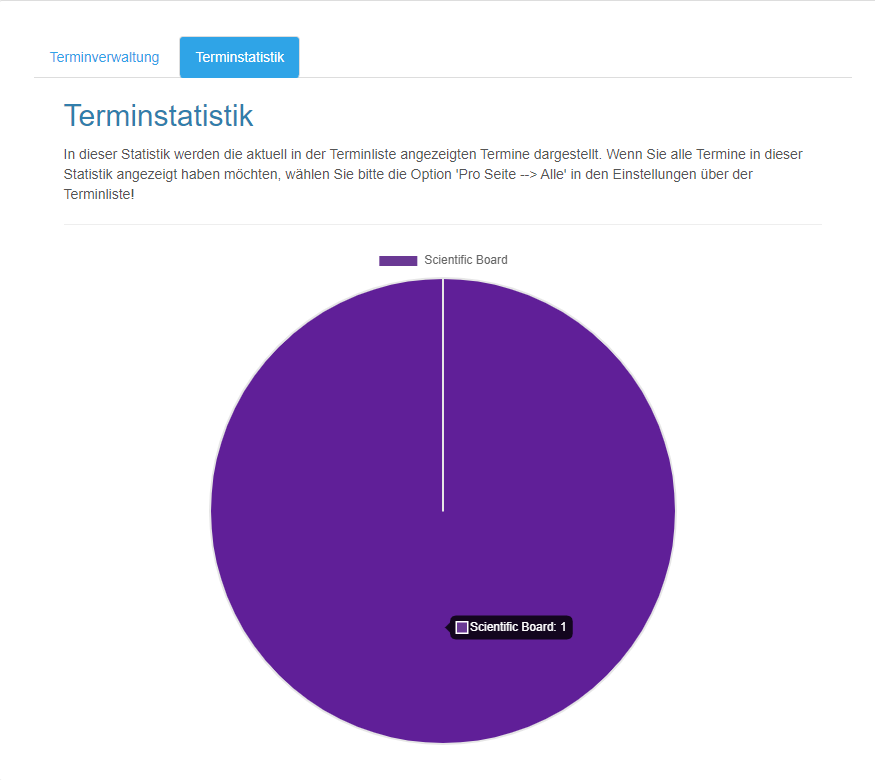 Terminverwaltung Terminstatistik
Terminstatistik
In dieser Statistik werden die aktuell in der Terminliste angezeigten Termine dargestellt. Wenn Sie alle Termine in dieser
Statistik angezeigt haben möchten, wählen Sie bitte die Option 'Pro Seite --> Alle' in den Einstellungen über der
Terminliste!
Scientific Board
Scientific Board: 1